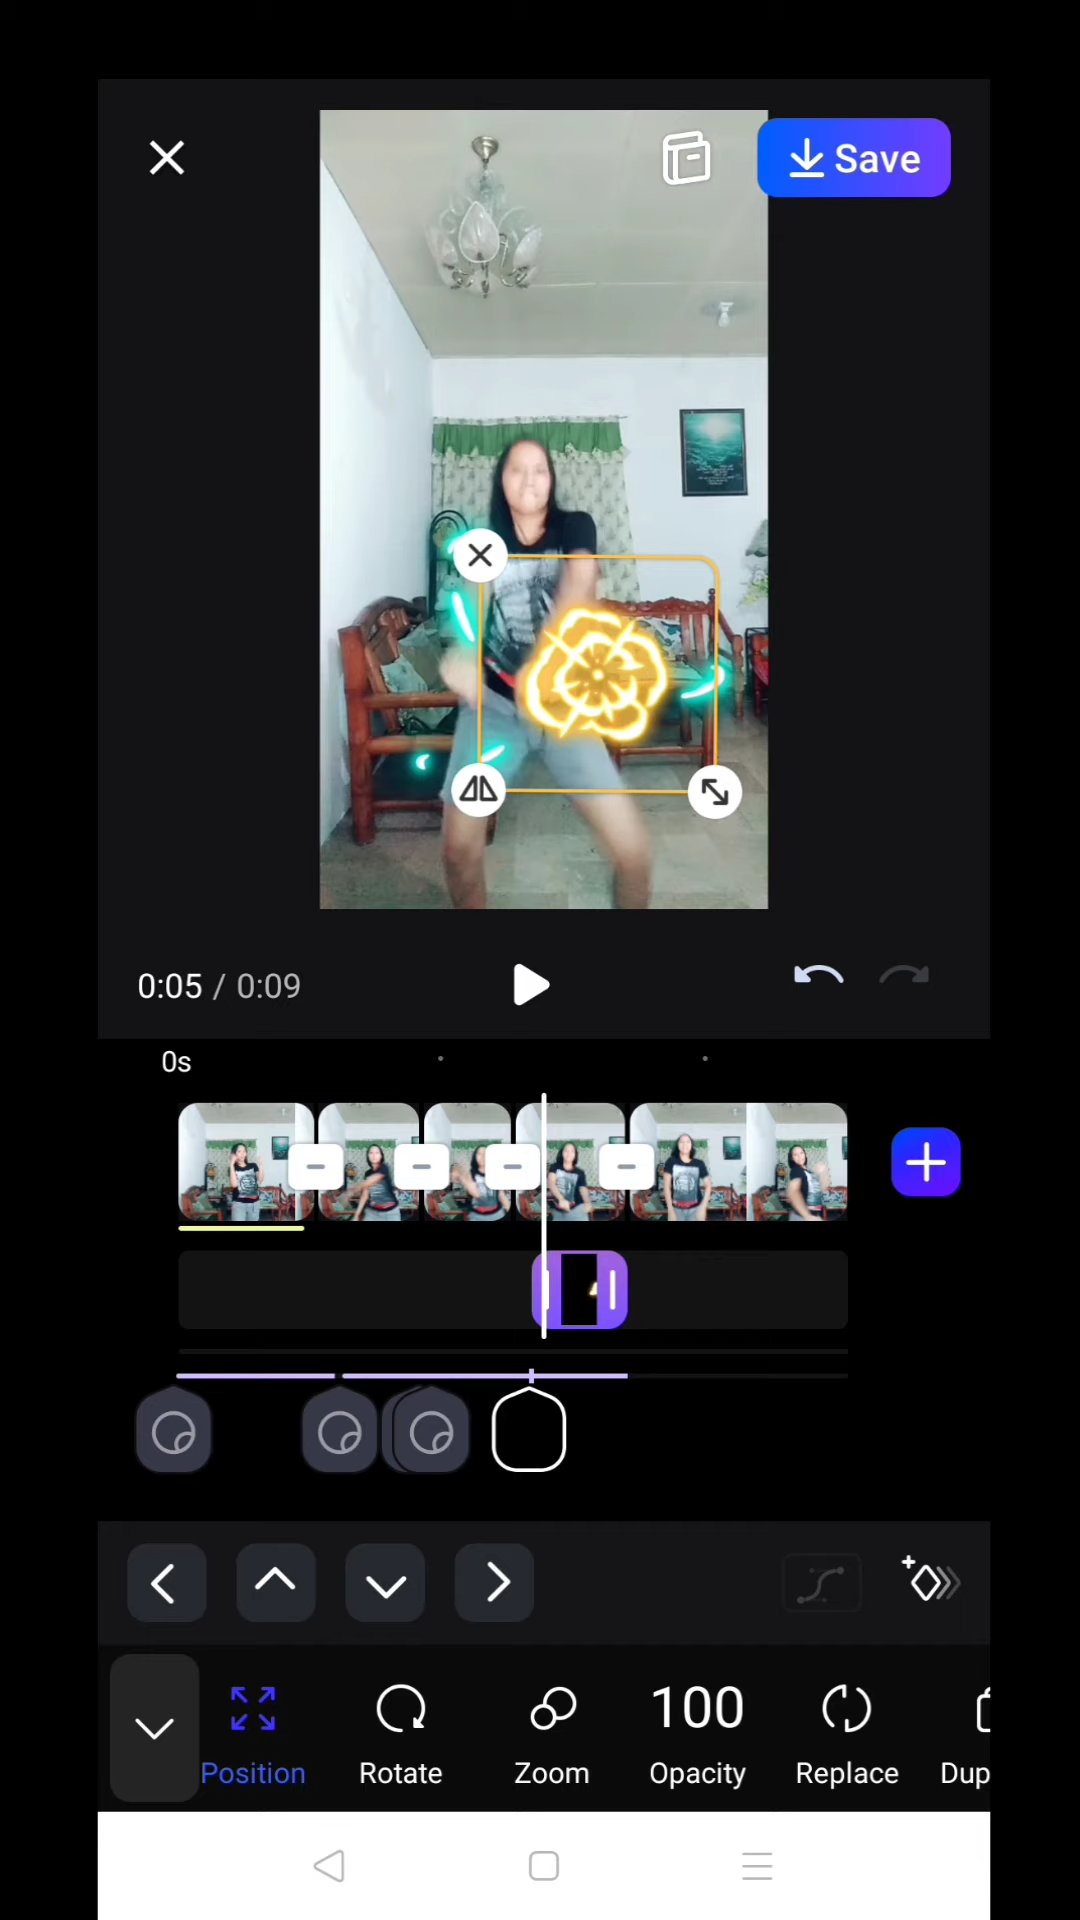 Save
0:05 / 0:09
0s
100
Position
Rotate
Zoom
Opacity
Replace
Dup